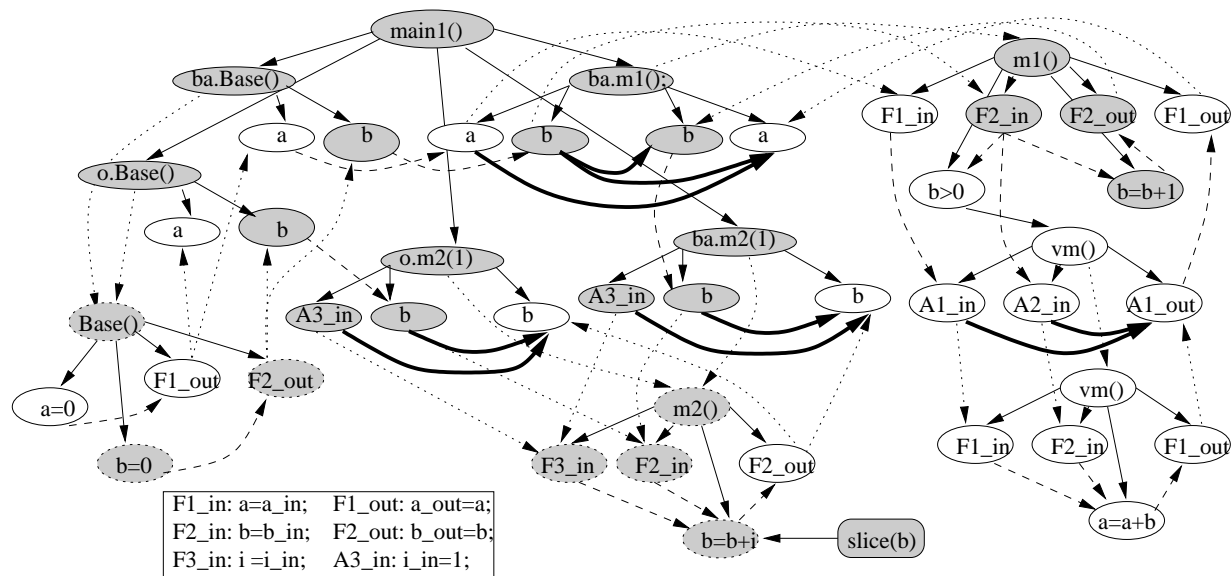 main1()
ba.Base()
ba.m1();
m1()
a
b
a
b
b
a
F1_in
F2_in
F2_out
F1_out
o.Base()
b>0
b=b+1
a
b
o.m2(1)
ba.m2(1)
vm()
A3_in
b
b
A3_in
b
b
A1_in
A2_in
A1_out
Base()
F1_out
F2_out
a=0
m2()
vm()
b=0
F3_in
F2_in
F2_out
F1_in
F2_in
F1_out
F1_in: a=a_in; F1_out: a_out=a;
F2_in: b=b_in; F2_out: b_out=b;
F3_in: i =i_in; A3_in: i_in=1;
b=b+i
slice(b)
a=a+b